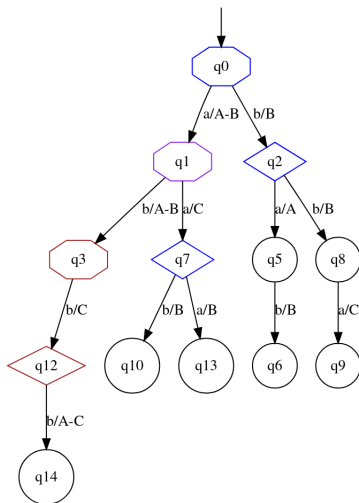 q0
a/A-B
b/B
q1
q2
b/A-B
a/C
a/A
b/B
q3
q7
q5
q8
b/C
b/B
a/B
b/B
a/C
q12
q10
q13
q6
q9
b/A-C
q14